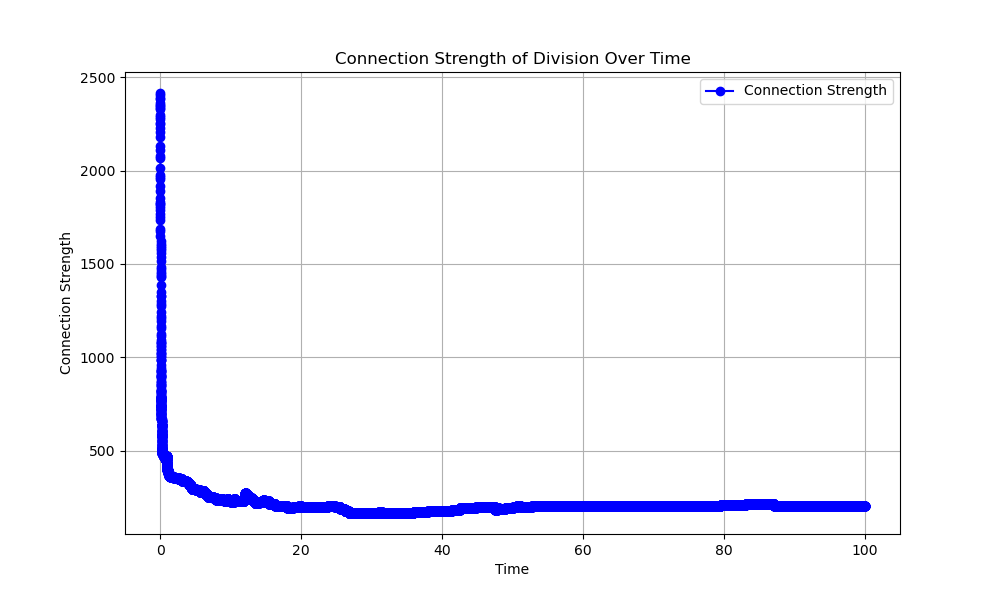 Connection Strength of Division Over Time
Connection Strength
2500
2000
1500
1000
500
Connection Strength
0 20 40 60 80 100
Time